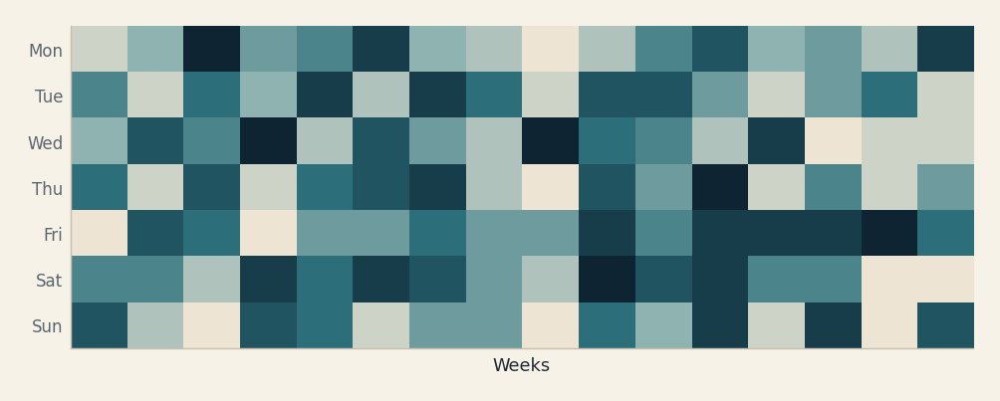 Mon
Tue
Wed
Thu
Fri
Sat
Sun
Weeks